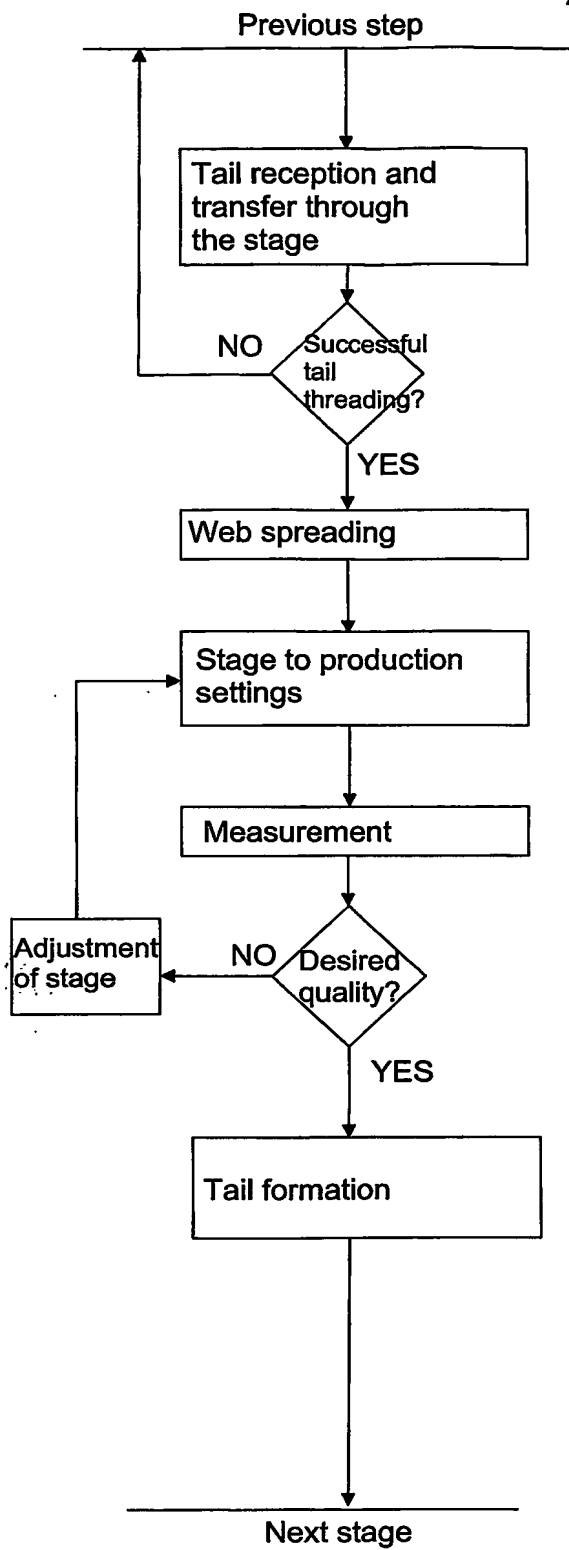 Previous step
Tail reception and
transfer through
the stage
NO
Successful
tail
threading?
YES
Web spreading
Stage to production
settings
Measurement
Adjustment
of stage
NO
Desired
quality?
YES
Tail formation
Next stage